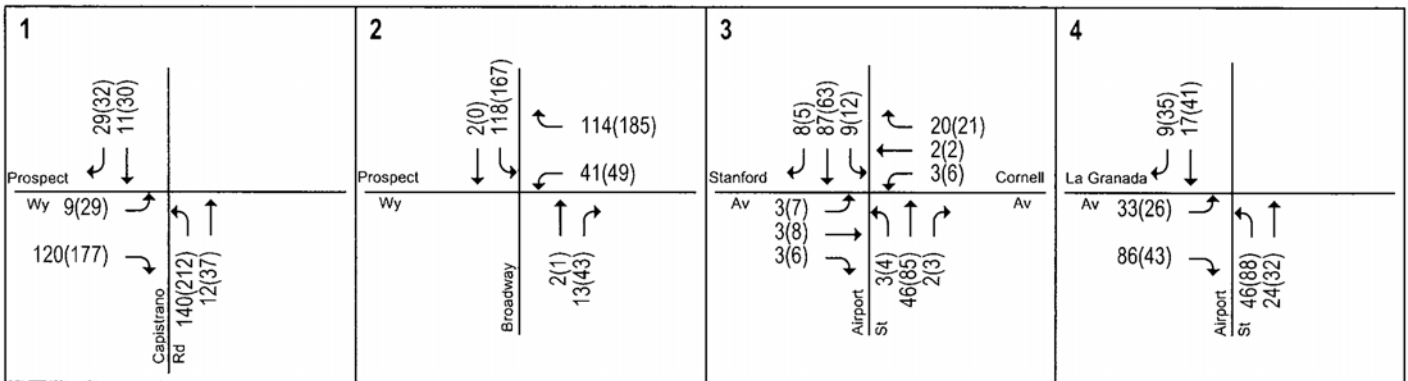 1
29(32)
11(30)
Prospect
Wy
9(29)
120(177)
140(212)
12(37)
Capistrano
Rd
2
2(0)
118(167)
114(185)
41(49)
Prospect
Wy
2(1)
13(43)
Broadway
3
8(5)
87(63)
9(12)
20(21)
2(2)
3(6)
Stanford
Av
Cornell
Av
3(7)
3(8)
3(6)
3(4)
46(85)
2(3)
Airport
St
4
9(35)
17(41)
La Granada
Av
33(26)
86(43)
46(88)
24(32)
Airport
St